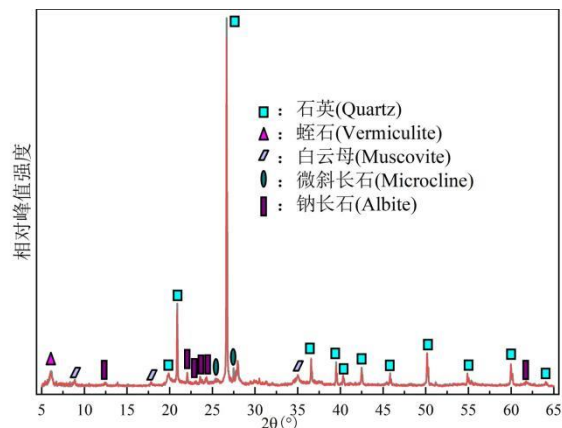 相对峰值强度
：石英(Quartz)
：蛭石(Vermiculite)
：白云母(Muscovite)
：微斜长石(Microcline)
：钠长石(Albite)
5 10 15 20 25 30 35 40 45 50 55 60 65
2θ(°)